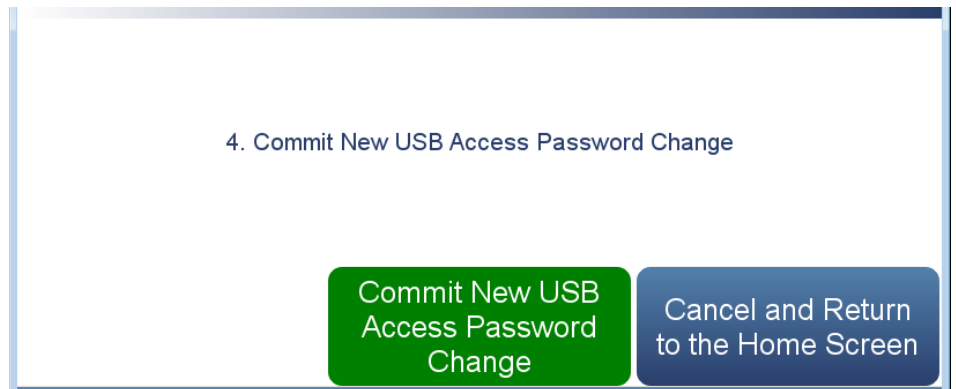 4. Commit New USB Access Password Change
Commit New USB
Access Password
Change
Cancel and Return
to the Home Screen